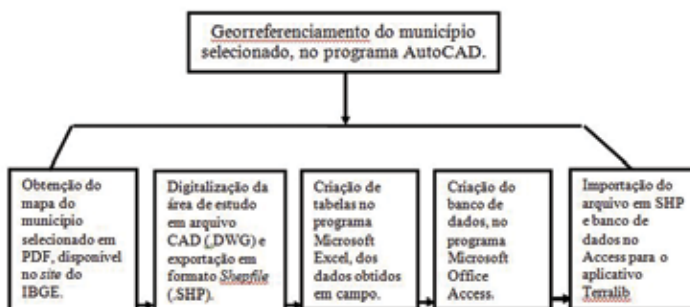 Georreferenciamento do município
selecionado, no programa AutoCAD.
Obtenção do
mapa do
município
selecionado em
PDF, disponível
no site do
IBGE.
Digitalização da
área de estudo
em arquivo
CAD (.DWG) e
exportação em
formato Shepfile
(.SHP).
Criação de
tabelas no
programa
Microsoft
Excel, dos
dados obtidos
em campo.
Criação do
banco de
dados, no
programa
Microsoft
Office
Access.
Importação do
arquivo em SHP
e banco de
dados no
Access para o
aplicativo
Terralib